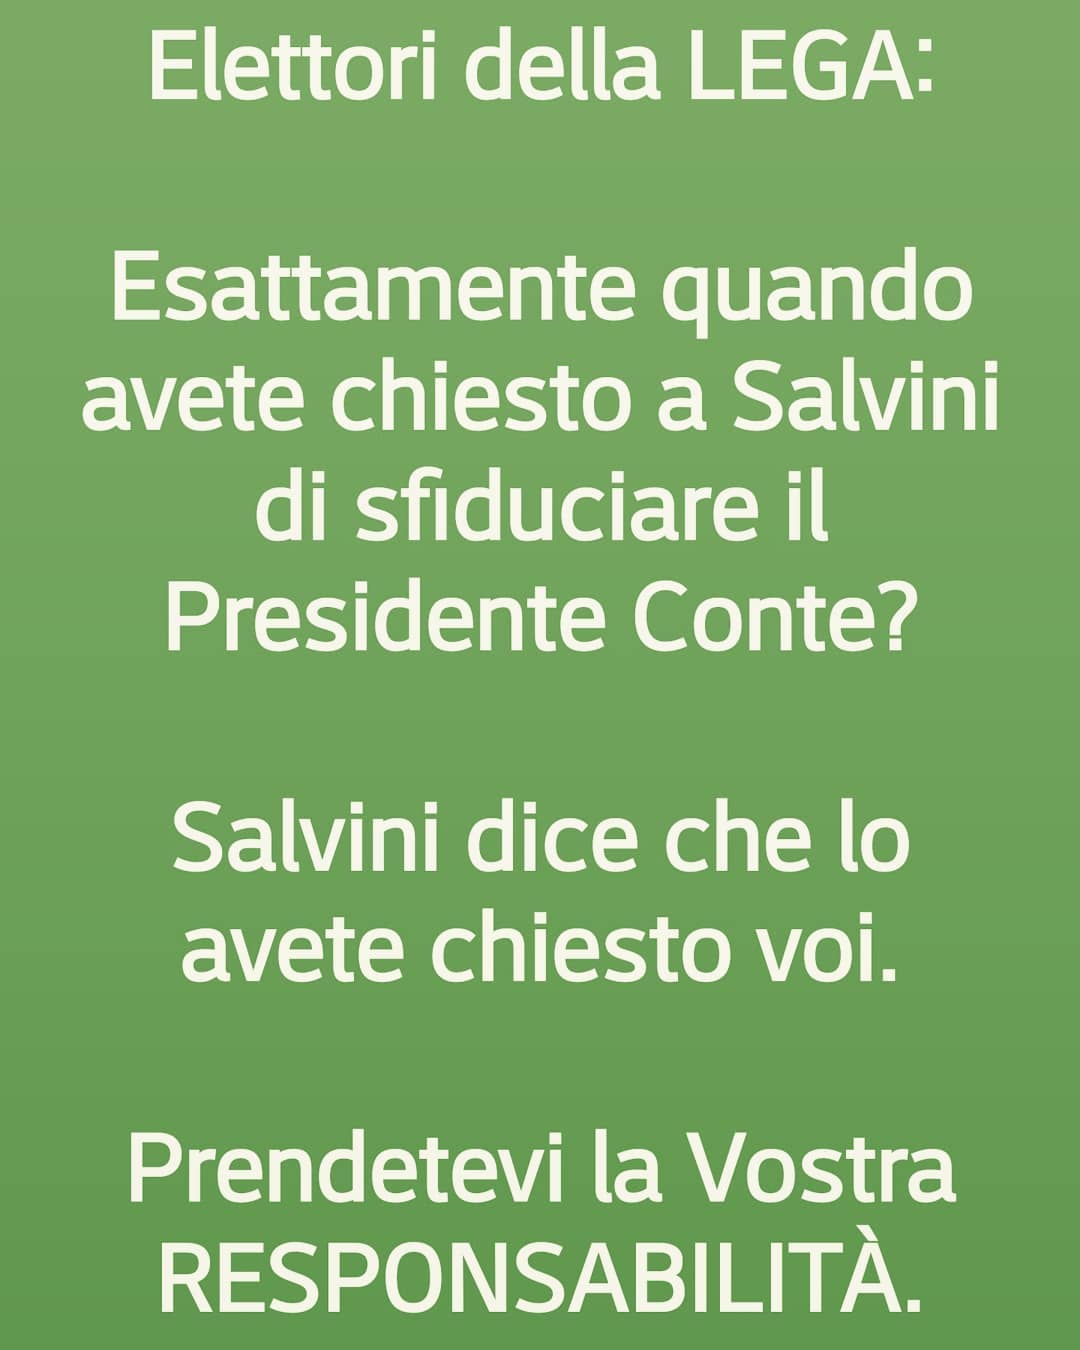 Elettori della LEGA:
Esattamente quando
avete chiesto a Salvini
di sfiduciare il
Presidente Conte?
Salvini dice che lo
avete chiesto voi.
Prendetevi la Vostra
RESPONSABILITÀ.